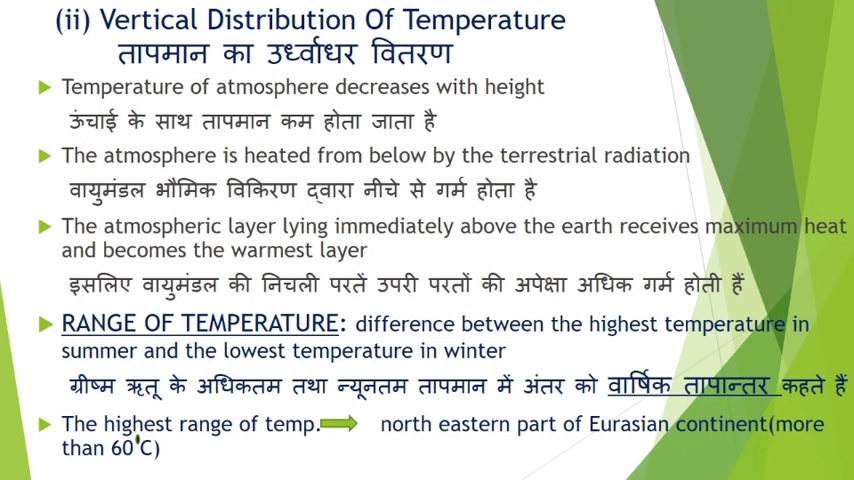 (ii) Vertical Distribution Of Temperature
तापमान का उर्ध्वाधर वितरण
Temperature of atmosphere decreases with height
ऊंचाई के साथ तापमान कम होता जाता है
The atmosphere is heated from below by the terrestrial radiation
वायुमंडल भौमिक विकिरण द्वारा नीचे से गर्म होता है
The atmospheric layer lying immediately above the earth receives maximum heat
and becomes the warmest layer
इसलिए वायुमंडल की निचली परतें उपरी परतों की अपेक्षा अधिक गर्म होती हैं
RANGE OF TEMPERATURE: difference between the highest temperature in
summer and the lowest temperature in winter
ग्रीष्म ऋतू के अधिकतम तथा न्यूनतम तापमान में अंतर को वार्षिक तापान्तर कहते हैं
The highest range of temp. north eastern part of Eurasian continent(more
than 60°C)